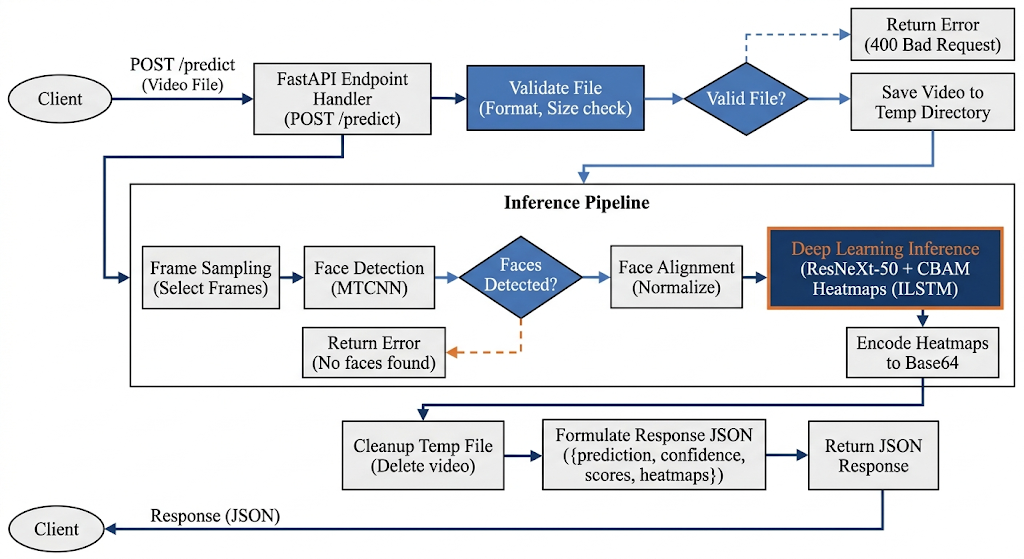 Return Error
(400 Bad Request)
POST /predict
(Video File)
Client
FastAPI Endpoint
Handler
(POST /predict)
Validate File
(Format, Size check)
Valid File?
Save Video to
Temp Directory
Inference Pipeline
Frame Sampling
(Select Frames)
Face Detection
(MTCNN)
Faces
Detected?
Face Alignment
(Normalize)
Deep Learning Inference
(ResNeXt-50 + CBAM
Heatmaps (ILSTM)
Return Error
(No faces found)
Encode Heatmaps
to Base64
Cleanup Temp File
(Delete video)
Formulate Response JSON
({prediction, confidence,
scores, heatmaps})
Return JSON
Response
Client
Response (JSON)